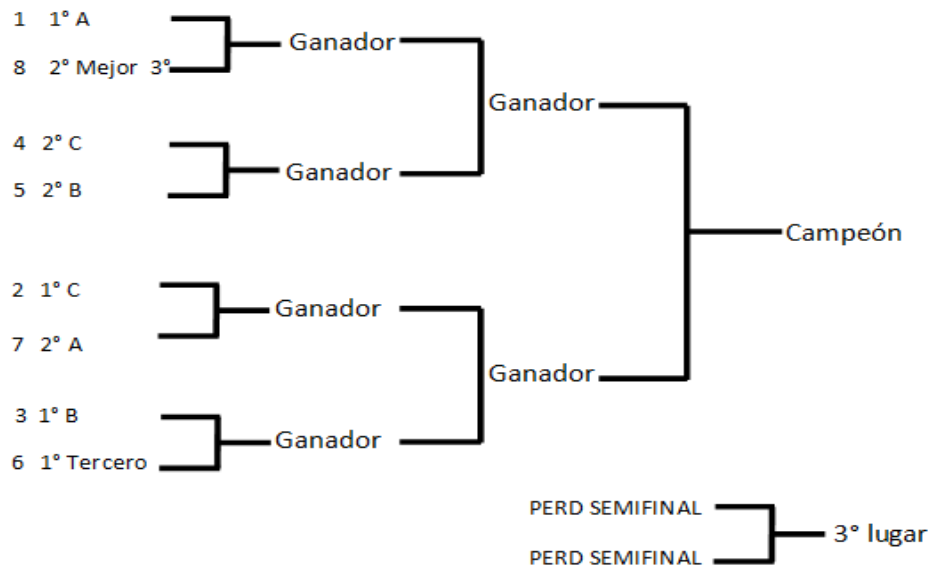 1 1° A
8 2° Mejor 3°
Ganador
4 2° C
5 2° B
Ganador
Ganador
2 1° C
7 2° A
Ganador
3 1° B
6 1° Tercero
Ganador
Ganador
Campeón
PERD SEMIFINAL
PERD SEMIFINAL
3° lugar